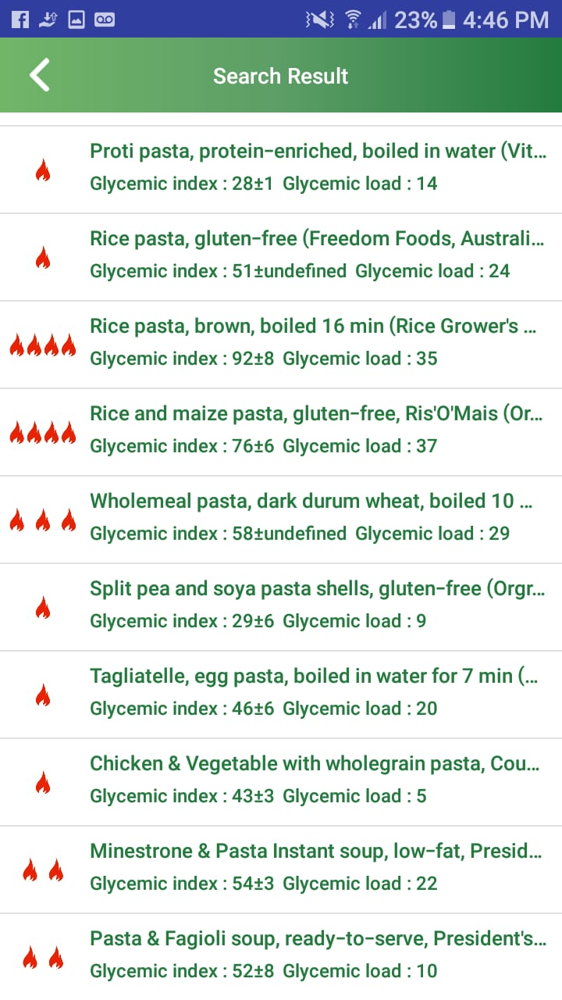 23% 4:46 PM
Search Result
Proti pasta, protein-enriched, boiled in water (Vit...
Glycemic index : 28±1 Glycemic load : 14
Rice pasta, gluten-free (Freedom Foods, Australi...
Glycemic index : 51±undefined Glycemic load : 24
Rice pasta, brown, boiled 16 min (Rice Grower's ...
Glycemic index : 92±8 Glycemic load : 35
Rice and maize pasta, gluten-free, Ris'O'Mais (Or...
Glycemic index : 76±6 Glycemic load : 37
Wholemeal pasta, dark durum wheat, boiled 10 ...
Glycemic index : 58±undefined Glycemic load : 29
Split pea and soya pasta shells, gluten-free (Orgr...
Glycemic index : 29±6 Glycemic load : 9
Tagliatelle, egg pasta, boiled in water for 7 min (...
Glycemic index : 46±6 Glycemic load : 20
Chicken & Vegetable with wholegrain pasta, Cou...
Glycemic index : 43±3 Glycemic load : 5
Minestrone & Pasta Instant soup, low-fat, Presid...
Glycemic index : 54±3 Glycemic load : 22
Pasta & Fagioli soup, ready-to-serve, President's...
Glycemic index : 52±8 Glycemic load : 10